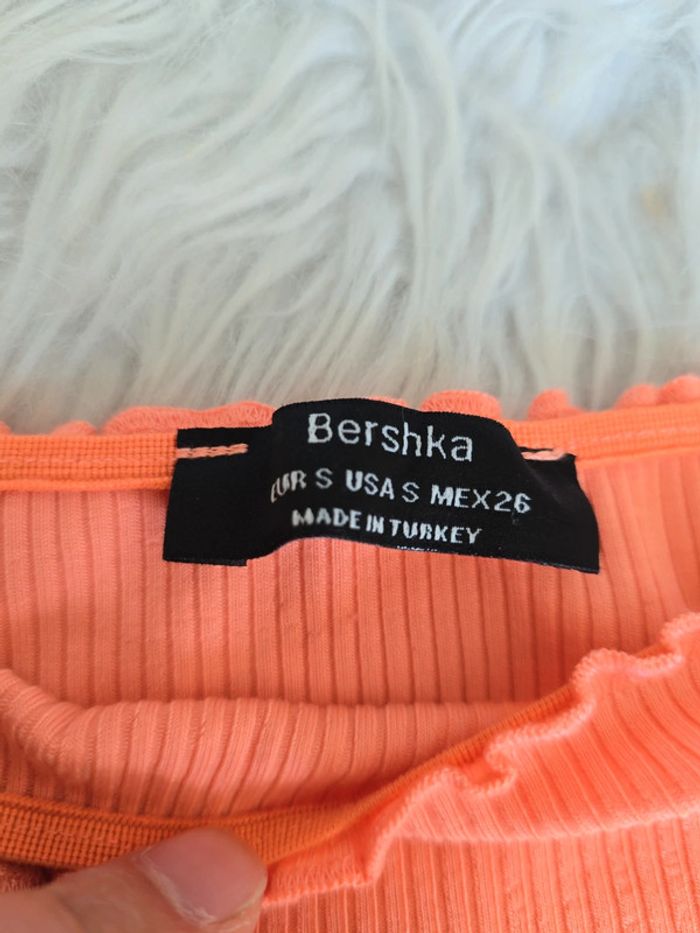 Bershka
EUR S USA S MEX 26
MADE IN TURKEY